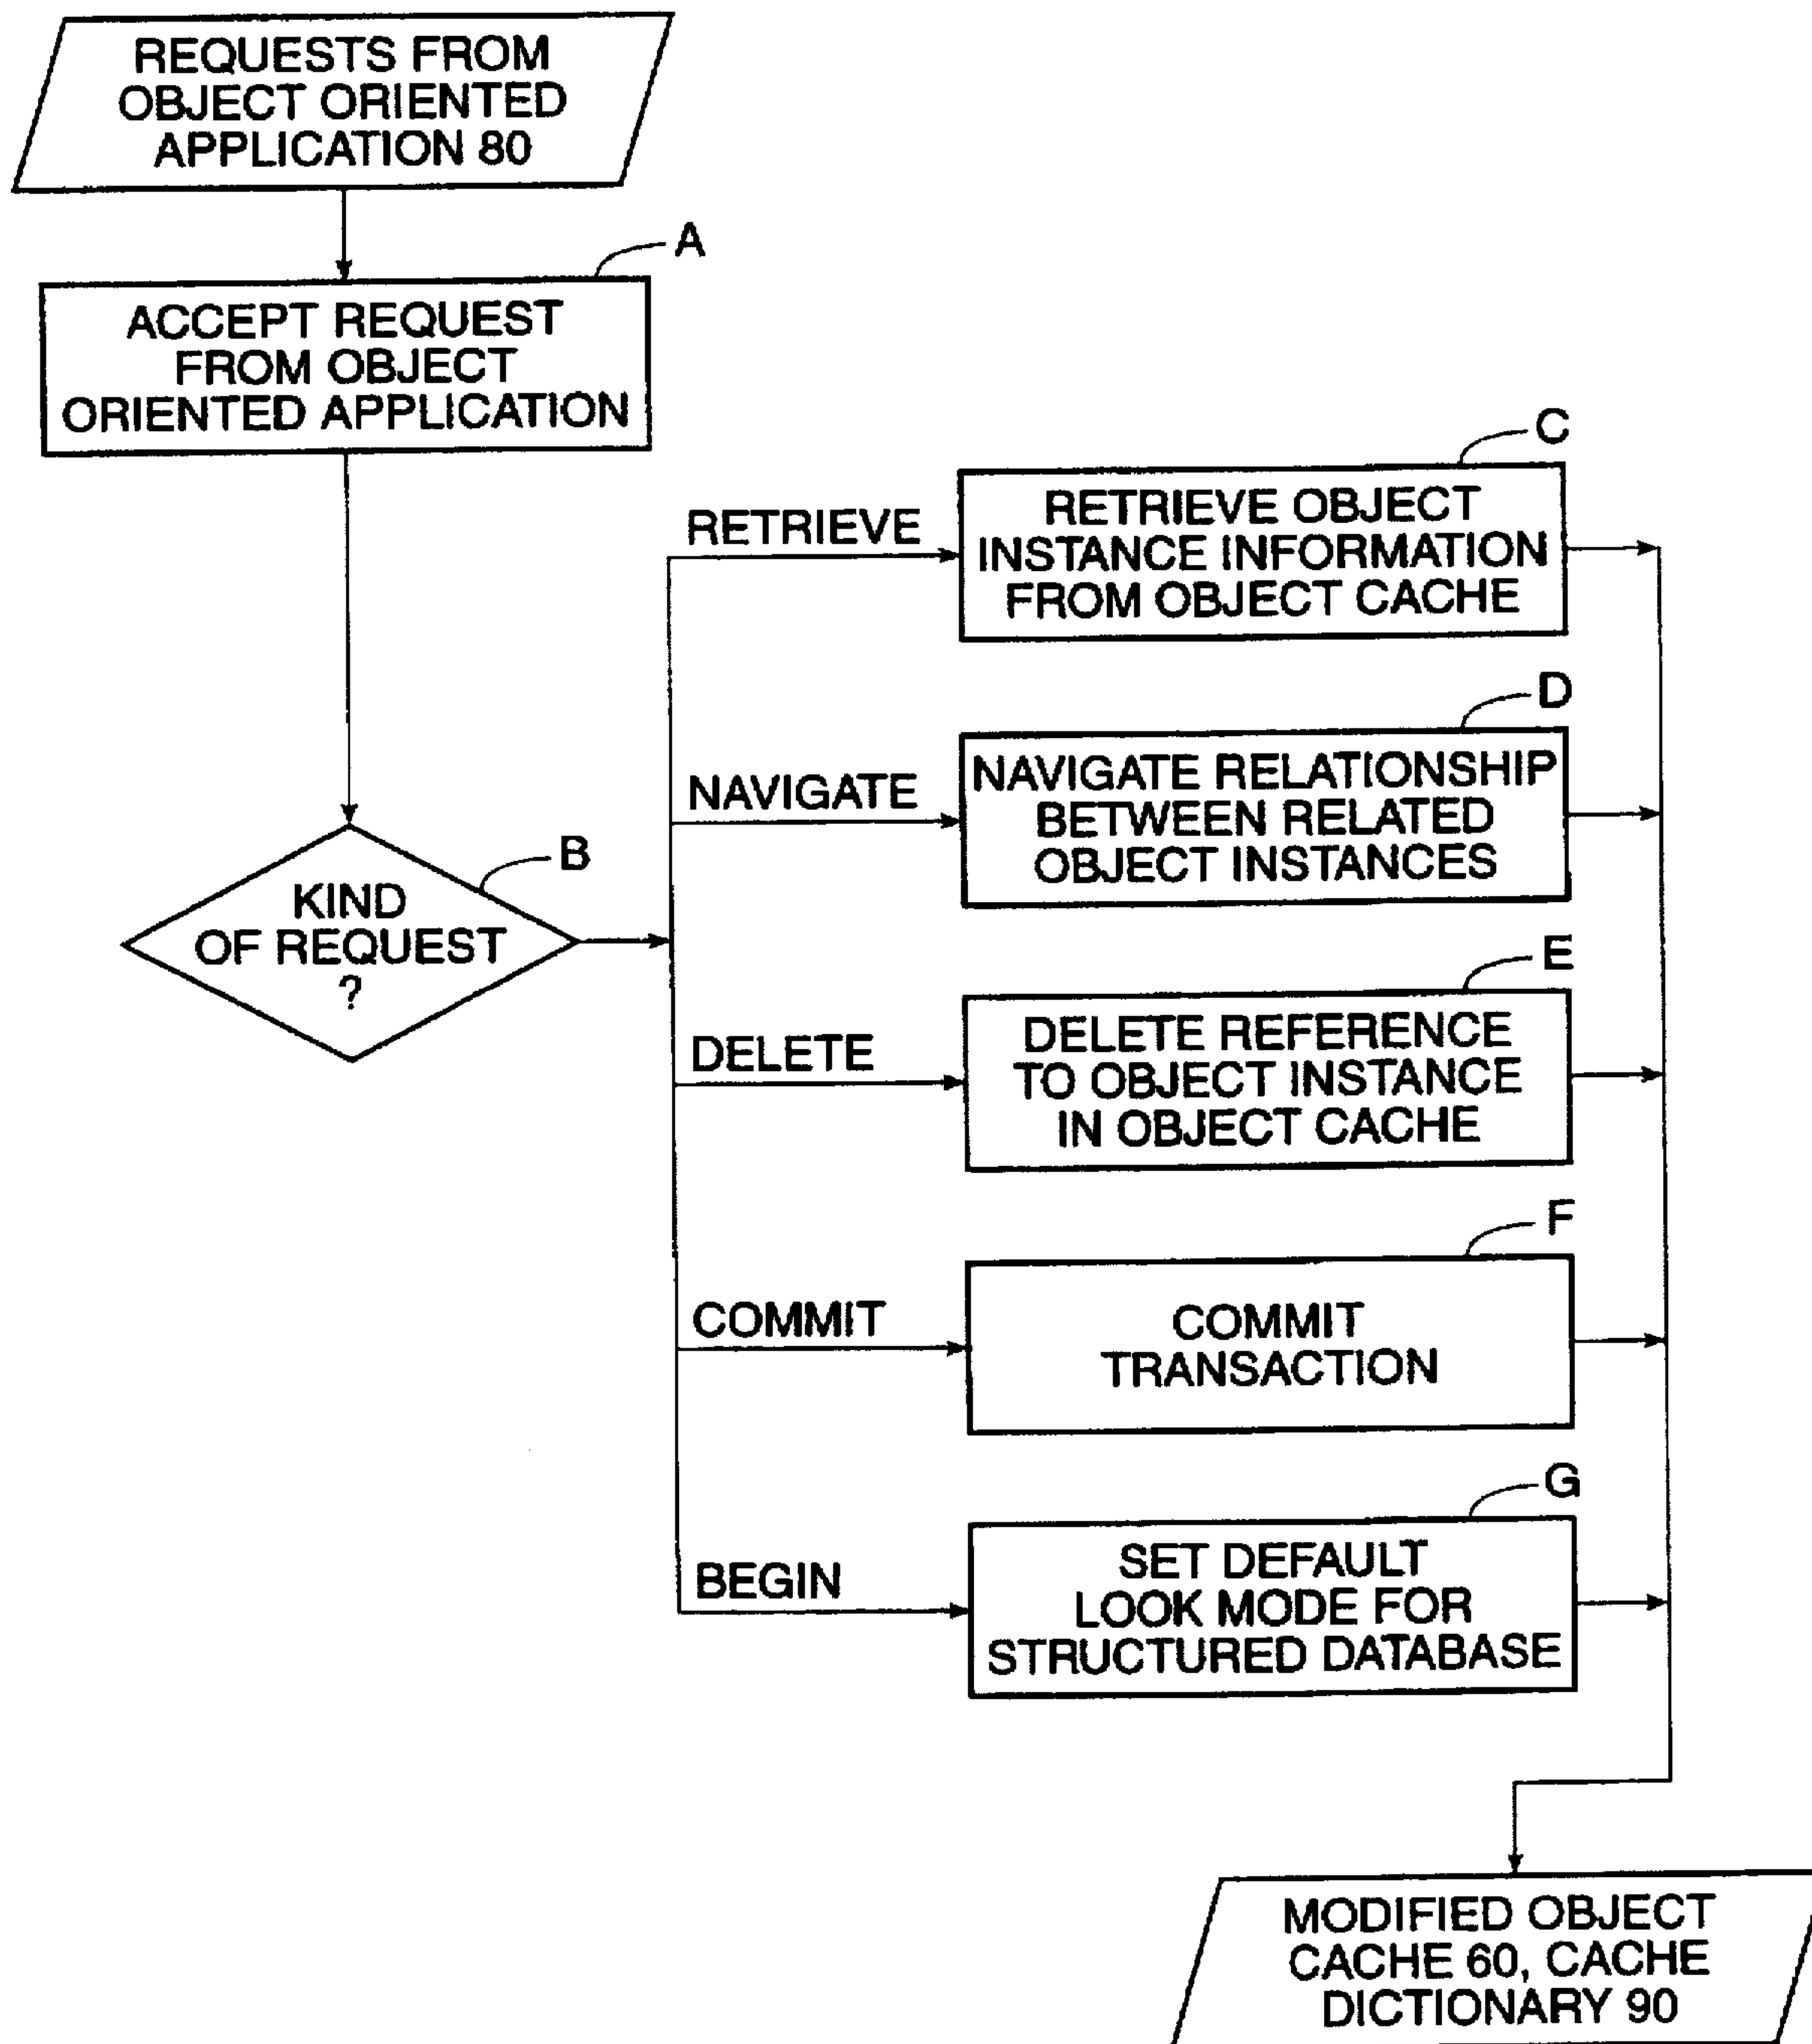 REQUESTS FROM
OBJECT ORIENTED
APPLICATION 80
A
ACCEPT REQUEST
FROM OBJECT
ORIENTED APPLICATION
B
KIND
OF REQUEST
?
RETRIEVE
C
RETRIEVE OBJECT
INSTANCE INFORMATION
FROM OBJECT CACHE
NAVIGATE
D
NAVIGATE RELATIONSHIP
BETWEEN RELATED
OBJECT INSTANCES
DELETE
E
DELETE REFERENCE
TO OBJECT INSTANCE
IN OBJECT CACHE
COMMIT
F
COMMIT
TRANSACTION
BEGIN
G
SET DEFAULT
LOOK MODE FOR
STRUCTURED DATABASE
MODIFIED OBJECT
CACHE 60, CACHE
DICTIONARY 90